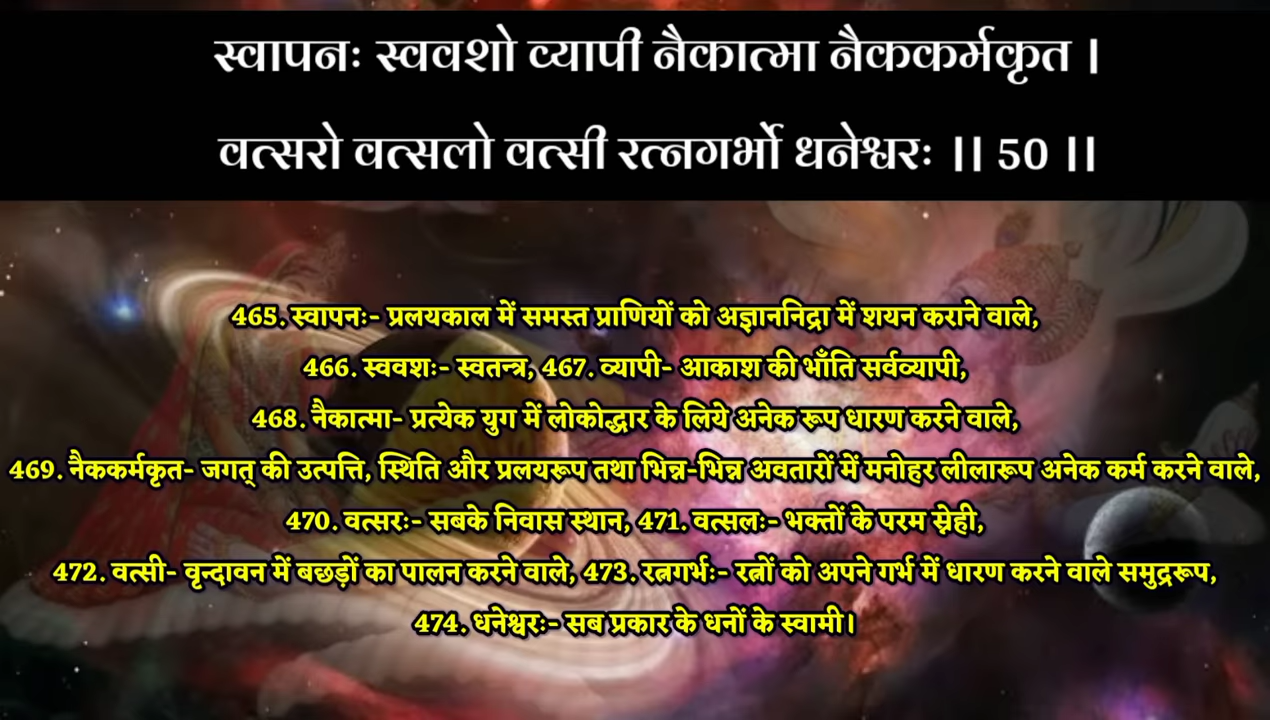 स्वापनः स्ववशो व्यापी नैकात्मा नैककर्मकृत ।
वत्सरो वत्सलो वत्सी रत्नगर्भो धनेश्वरः ।। 50 ।।
465. स्वापनः- प्रलयकाल में समस्त प्राणियों को अज्ञाननिद्रा में शयन कराने वाले,
466. स्ववशः- स्वतन्त्र, 467. व्यापी- आकाश की भाँति सर्वव्यापी,
468. नैकात्मा- प्रत्येक युग में लोकोद्धार के लिये अनेक रूप धारण करने वाले,
469. नैककर्मकृत- जगत् की उत्पत्ति, स्थिति और प्रलयरूप तथा भिन्न-भिन्न अवतारों में मनोहर लीलारूप अनेक कर्म करने वाले,
470. वत्सरः- सबके निवास स्थान, 471. वत्सलः- भक्तों के परम स्नेही,
472. वत्सी- वृन्दावन में बछड़ों का पालन करने वाले, 473. रत्नगर्भः- रत्नों को अपने गर्भ में धारण करने वाले समुद्ररूप,
474. धनेश्वरः- सब प्रकार के धनों के स्वामी।